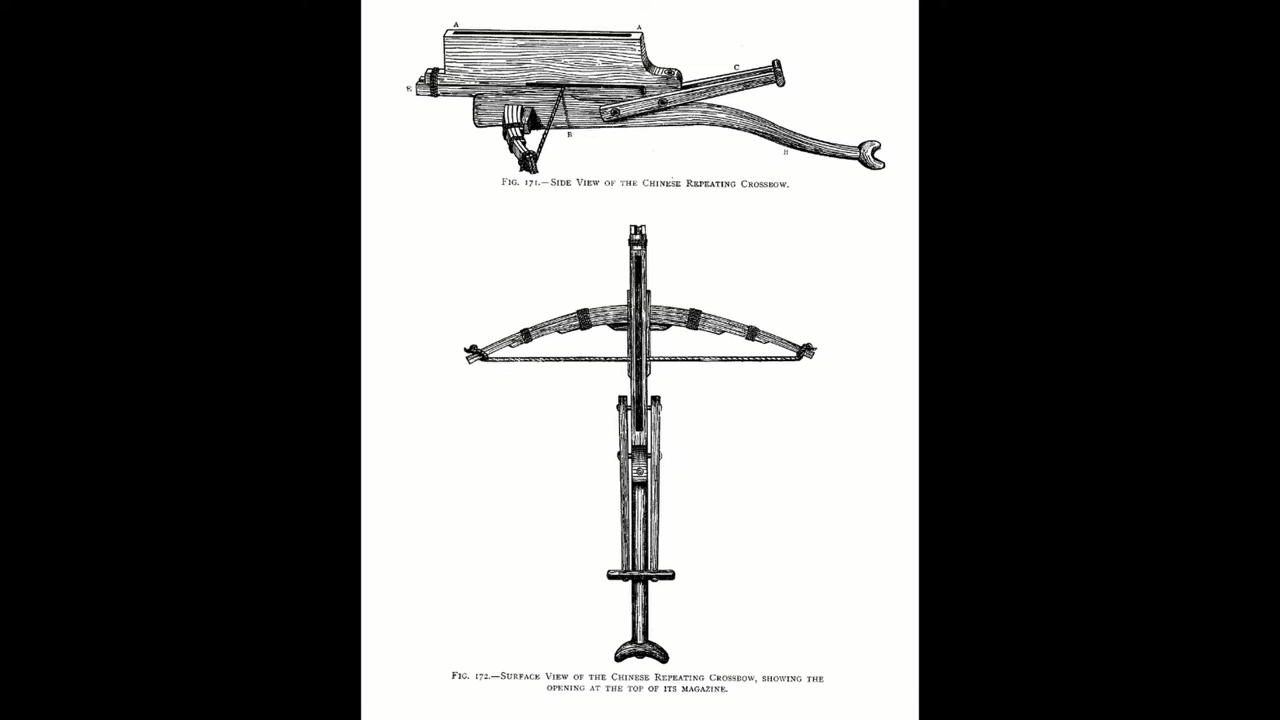 A A
C
E
B
H
FIG. 171.—SIDE VIEW OF THE CHINESE REPEATING CROSSBOW.
FIG. 172.—SURFACE VIEW OF THE CHINESE REPEATING CROSSBOW, SHOWING THE
OPENING AT THE TOP OF ITS MAGAZINE.